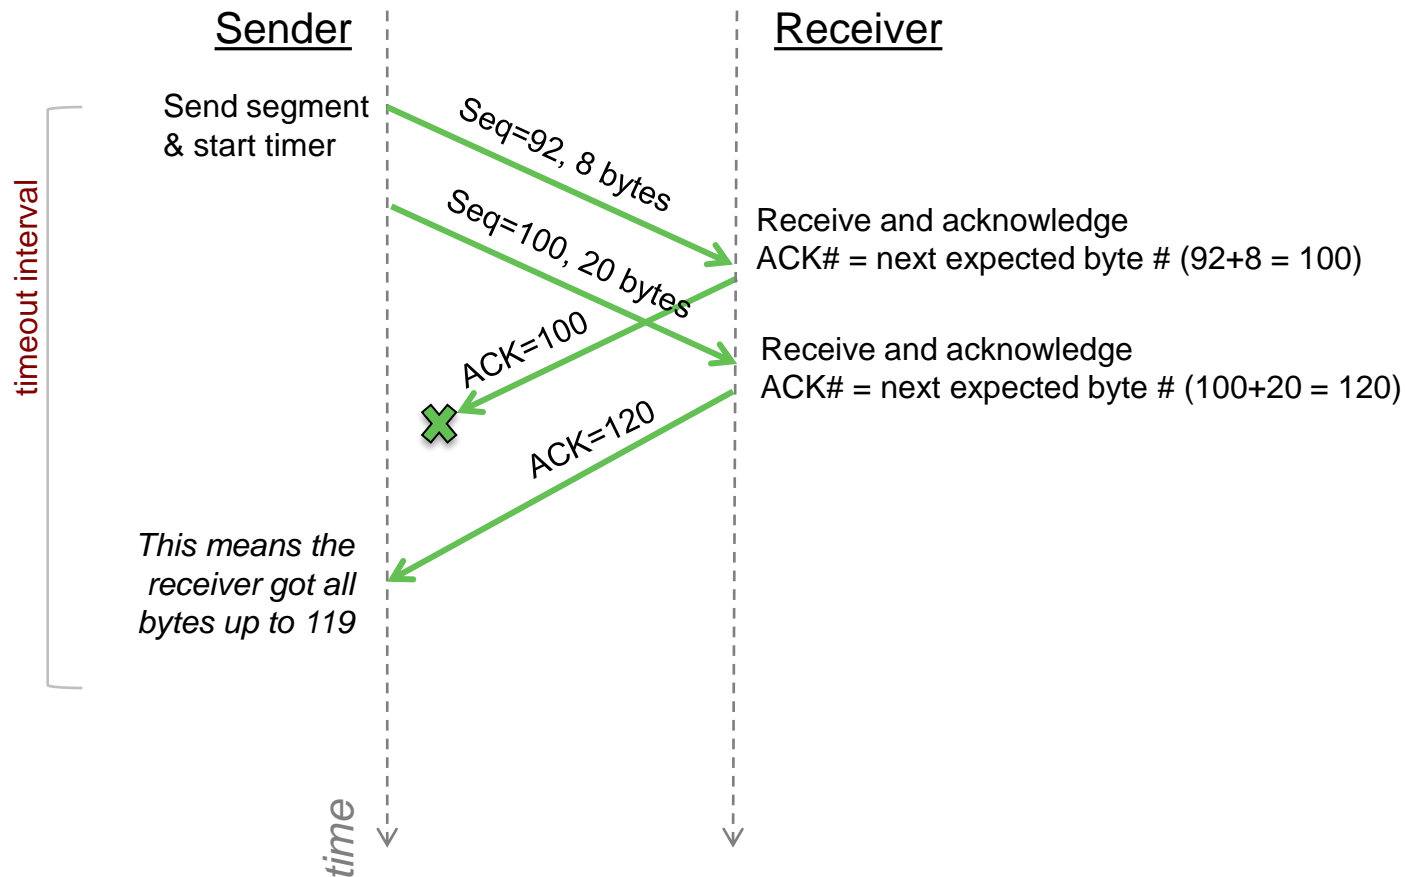 Sender
Receiver
Send segment
& start timer
timeout interval
Seq=92, 8 bytes
Seq=100, 20 bytes
Receive and acknowledge
ACK# = next expected byte # (92+8 = 100)
ACK=100
Receive and acknowledge
ACK# = next expected byte # (100+20 = 120)
ACK=120
This means the
receiver got all
bytes up to 119
time